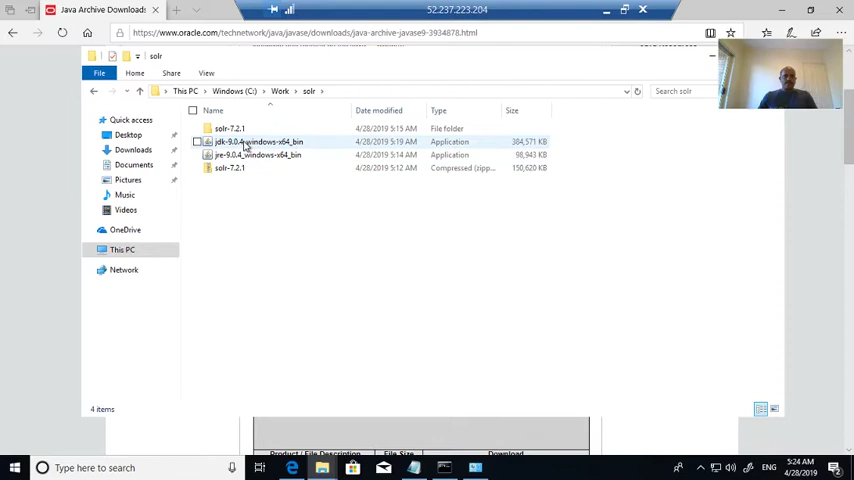 Java Archive Downloads
52.237.223.204
https://www.oracle.com/technetwork/java/javase/downloads/java-archive-javase9-3934878.html
solr
File Home Share View
This PC Windows (C:) Work solr
Search solr
Name Date modified Type Size
Quick access
Desktop
Downloads
Documents
Pictures
Music
Videos
OneDrive
This PC
Network
solr-7.2.1 4/28/2019 5:15 AM File folder
jdk-9.0.4_windows-x64_bin 4/28/2019 5:19 AM Application 384,571 KB
jre-9.0.4_windows-x64_bin 4/28/2019 5:14 AM Application 98,943 KB
solr-7.2.1 4/28/2019 5:12 AM Compressed (zipp... 150,620 KB
4 items
Product / File Description File Size Download
Type here to search
ENG
5:24 AM
4/28/2019
2